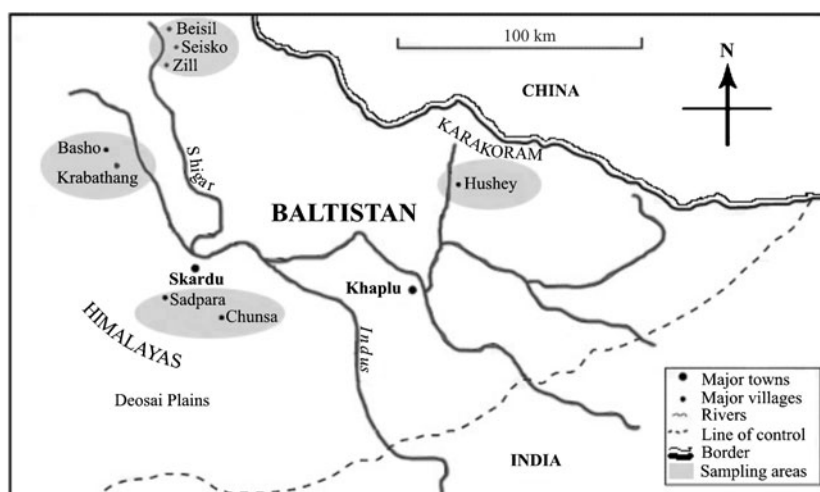 Beisil
Seisko
Zill
100 km
N
CHINA
KARAKORAM
Basho
Krabathang
Shigar
Hushey
BALTISTAN
Skardu
Khaplu
Sadpara
Chunsa
HIMALAYAS
Indus
Deosai Plains
INDIA
Major towns
Major villages
Rivers
Line of control
Border
Sampling areas